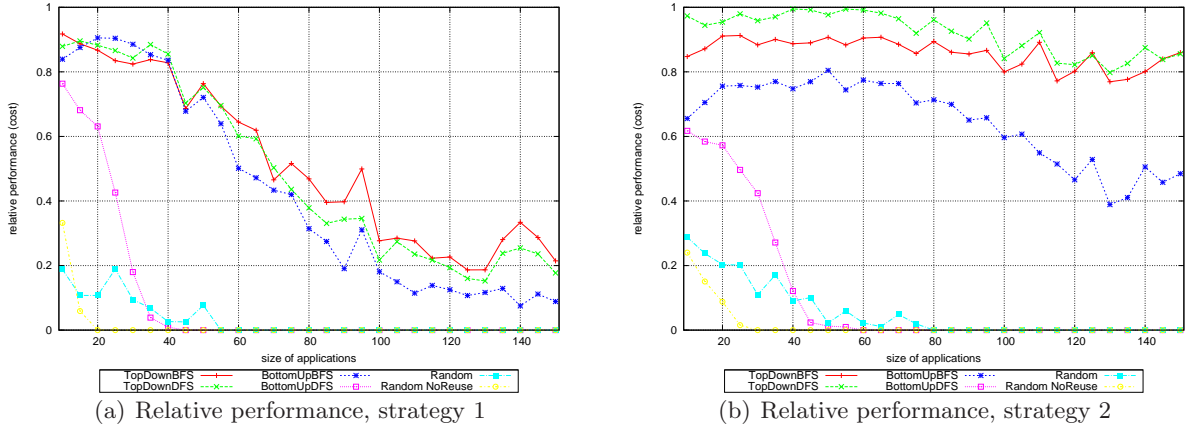 1
0.8
0.6
0.4
0.2
0
relative performance (cost)
20 40 60 80 100 120 140
size of applications
TopDownBFS BottomUpBFS Random
TopDownDFS BottomUpDFS Random NoReuse
(a) Relative performance, strategy 1
1
0.8
0.6
0.4
0.2
0
relative performance (cost)
20 40 60 80 100 120 140
size of applications
TopDownBFS BottomUpBFS Random
TopDownDFS BottomUpDFS Random NoReuse
(b) Relative performance, strategy 2